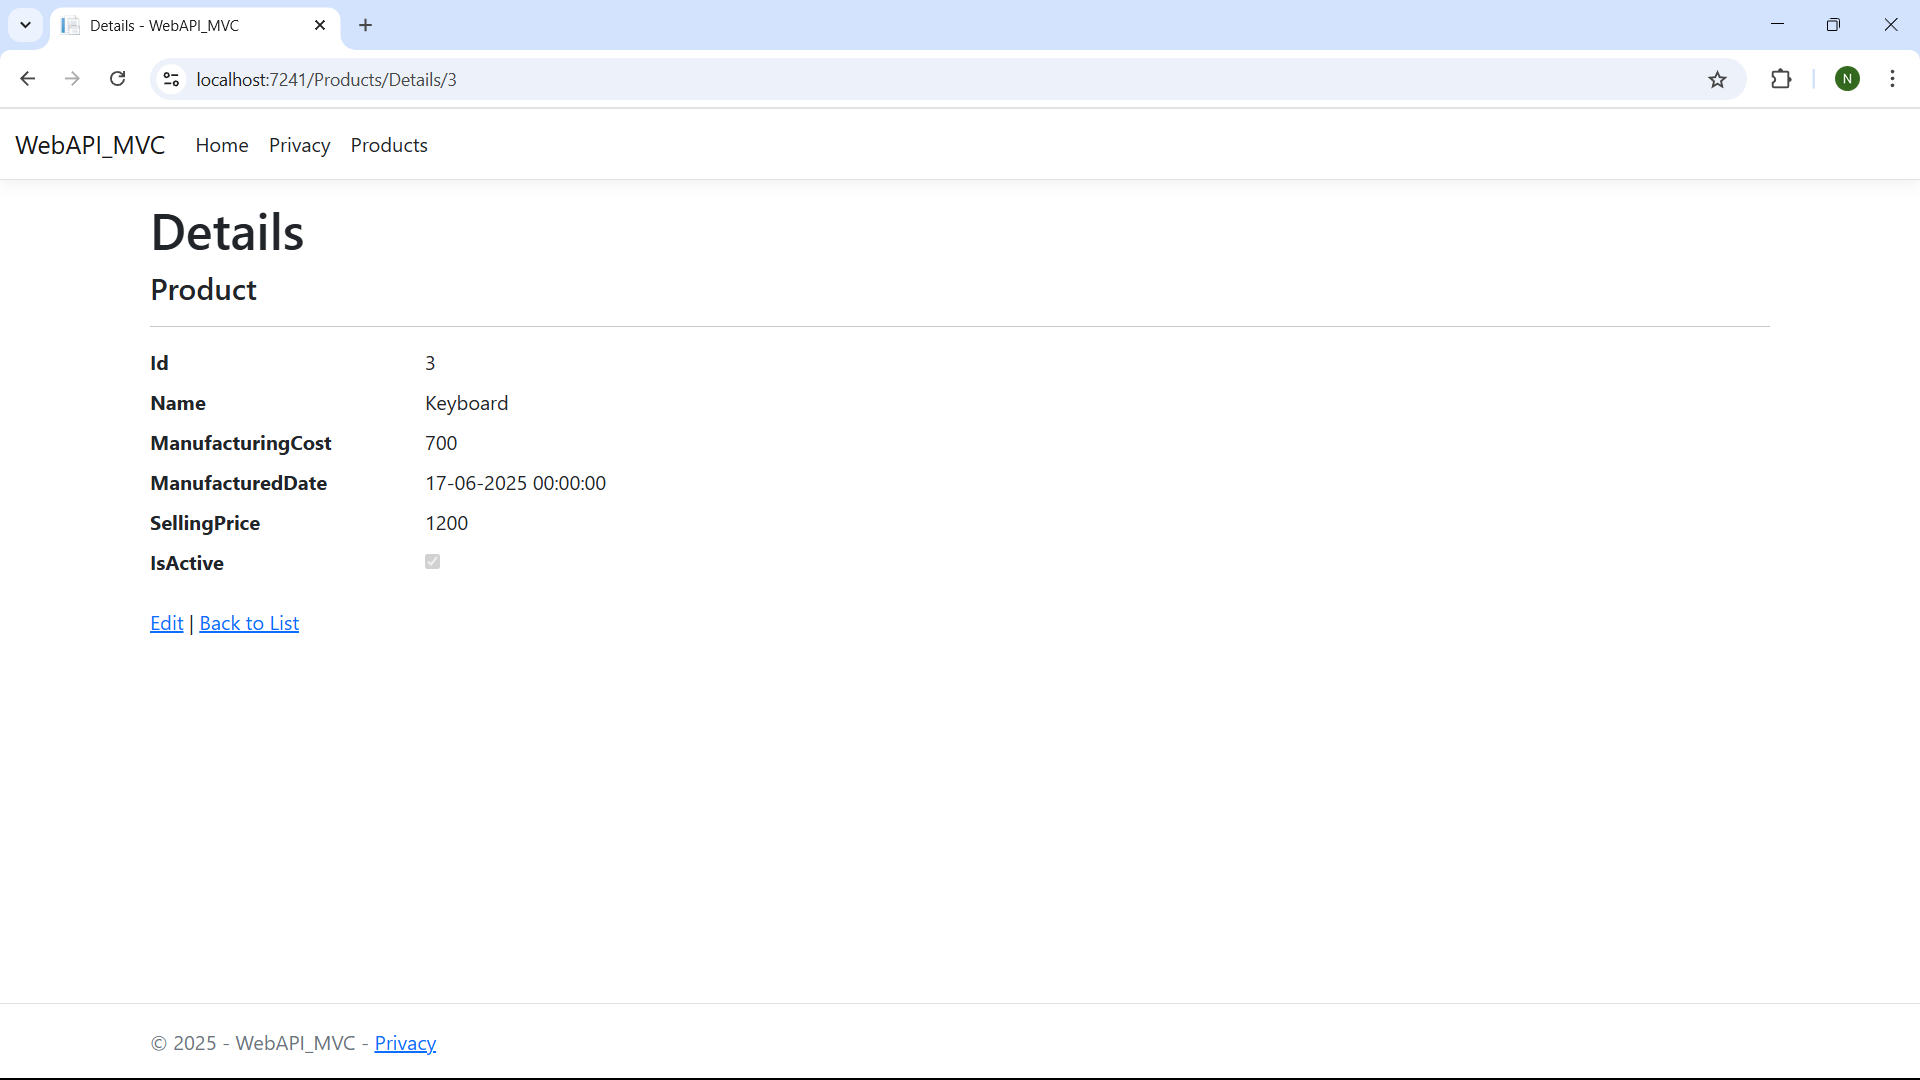 Details - WebAPI_MVC
localhost:7241/Products/Details/3
N
WebAPI_MVC Home Privacy Products
Details
Product
Id 3
Name Keyboard
ManufacturingCost 700
ManufacturedDate 17-06-2025 00:00:00
SellingPrice 1200
IsActive
Edit | Back to List
© 2025 - WebAPI_MVC - Privacy